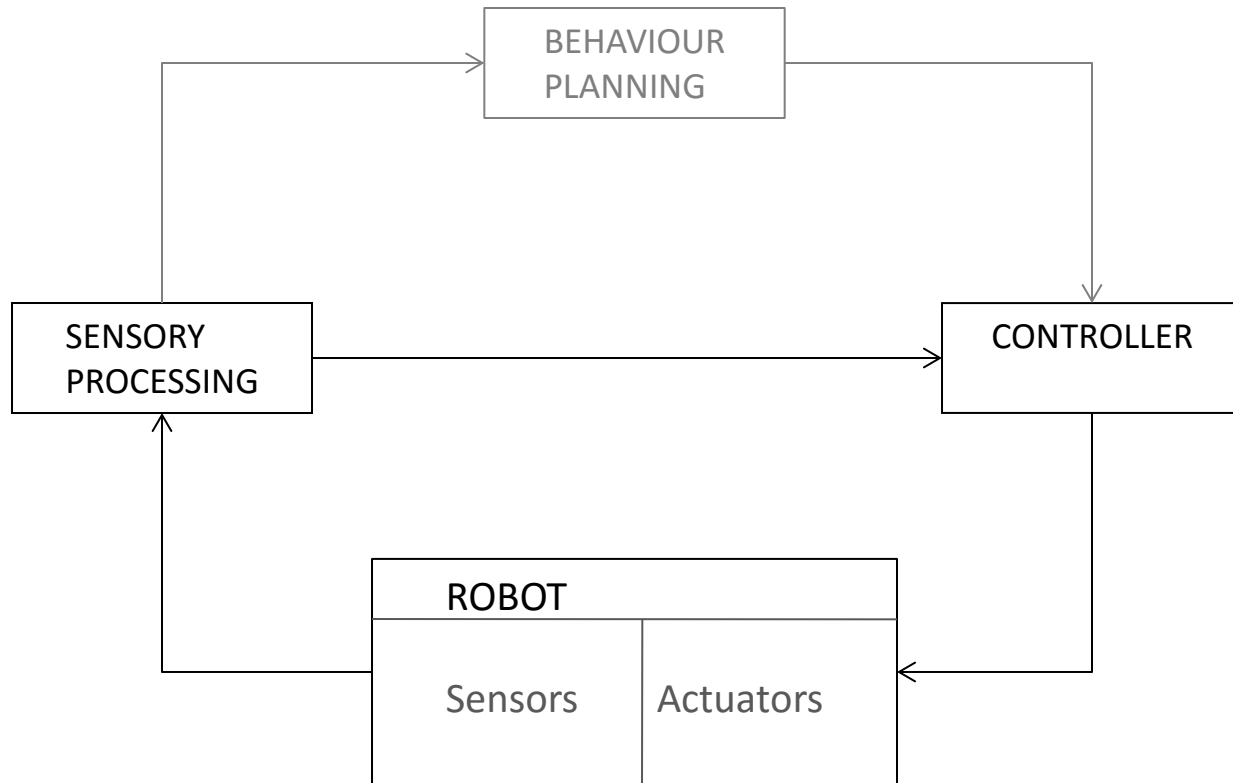 BEHAVIOUR
PLANNING
SENSORY
PROCESSING
CONTROLLER
ROBOT
Sensors
Actuators